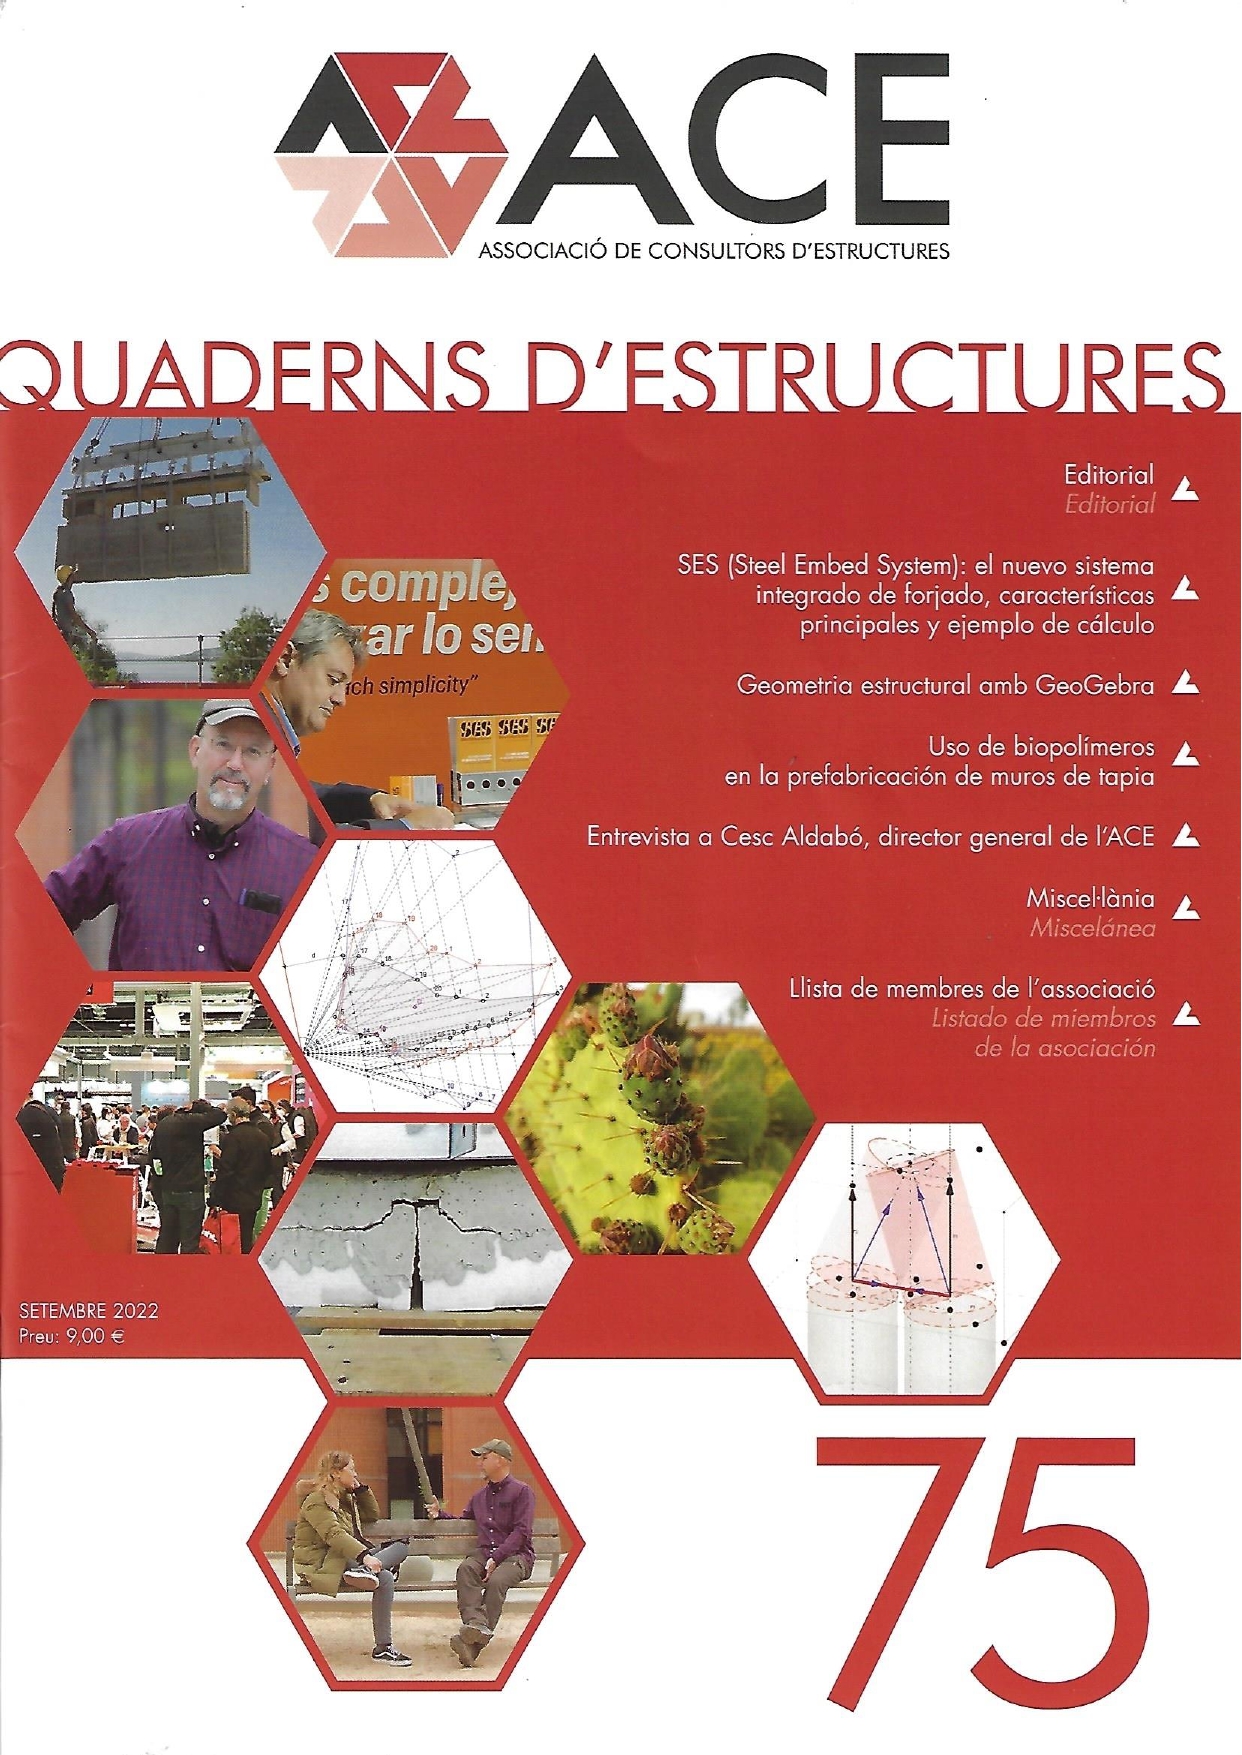 ACE
ASSOCIACIÓ DE CONSULTORS D'ESTRUCTURES
QUADERNS D'ESTRUCTURES
Editorial
Editorial
SES (Steel Embed System): el nuevo sistema
integrado de forjado, características
principales y ejemplo de cálculo
Geometria estructural amb GeoGebra
Uso de biopolímeros
en la prefabricación de muros de tapia
Entrevista a Cesc Aldabó, director general de l'ACE
Miscel·lània
Miscelánea
Llista de membres de l'associació
Listado de miembros
de la asociación
s comple
ar lo sen
ch simplicity"
SES SES SE
SETEMBRE 2022
Preu: 9,00 €
75